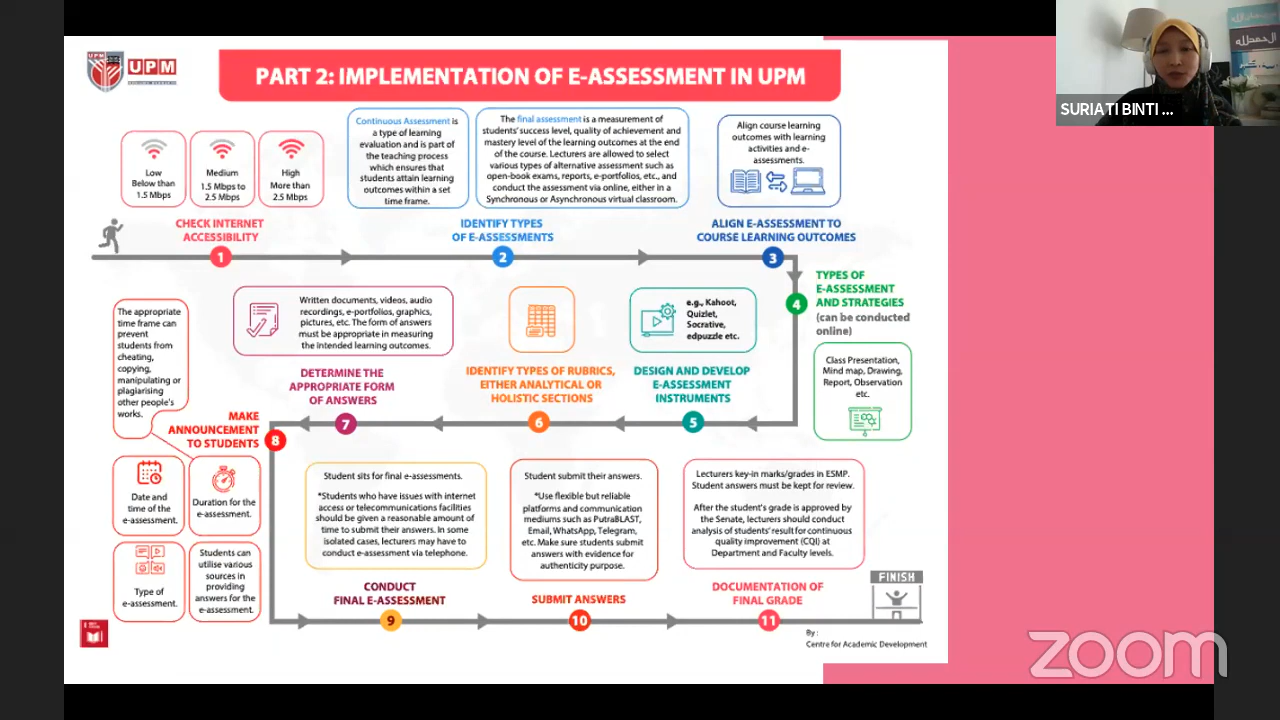 UPM
UPM
PART 2: IMPLEMENTATION OF E-ASSESSMENT IN UPM
SURIATI BINTI ...
Low
Below than
1.5 Mbps
Medium
1.5 Mbps to
2.5 Mbps
High
More than
2.5 Mbps
CHECK INTERNET
ACCESSIBILITY
1
Continuous Assessment is
a type of learning
evaluation and is part of
the teaching process
which ensures that
students attain learning
outcomes within a set
time frame.
The final assessment is a measurement of
students' success level, quality of achievement and
mastery level of the learning outcomes at the end
of the course. Lecturers are allowed to select
various types of alternative assessment such as
open-book exams, reports, e-portfolios, etc., and
conduct the assessment via online, either in a
Synchronous or Asynchronous virtual classroom.
IDENTIFY TYPES
OF E-ASSESSMENTS
2
Align course learning
outcomes with learning
activities and e-
assessments.
ALIGN E-ASSESSMENT TO
COURSE LEARNING OUTCOMES
3
TYPES OF
E-ASSESSMENT
AND STRATEGIES
(can be conducted
online)
4
Class Presentation,
Mind map, Drawing,
Report, Observation
etc.
e.g., Kahoot,
Quizlet,
Socrative,
edpuzzle etc.
DESIGN AND DEVELOP
E-ASSESSMENT
INSTRUMENTS
5
IDENTIFY TYPES OF RUBRICS,
EITHER ANALYTICAL OR
HOLISTIC SECTIONS
6
Written documents, videos, audio
recordings, e-portfolios, graphics,
pictures, etc. The form of answers
must be appropriate in measuring
the intended learning outcomes.
DETERMINE THE
APPROPRIATE FORM
OF ANSWERS
7
The appropriate
time frame can
prevent
students from
cheating,
copying,
manipulating or
plagiarising
other people's
works.
MAKE
ANNOUNCEMENT
TO STUDENTS
8
Date and
time of the
e-assessment.
Duration for the
e-assessment.
Type of
e-assessment.
Students can
utilise various
sources in
providing
answers for the
e-assessment.
Student sits for final e-assessments.
*Students who have issues with internet
access or telecommunications facilities
should be given a reasonable amount of
time to submit their answers. In some
isolated cases, lecturers may have to
conduct e-assessment via telephone.
CONDUCT
FINAL E-ASSESSMENT
9
Student submit their answers.
*Use flexible but reliable
platforms and communication
mediums such as PutraBLAST,
Email, WhatsApp, Telegram,
etc. Make sure students submit
answers with evidence for
authenticity purpose.
SUBMIT ANSWERS
10
Lecturers key-in marks/grades in ESMP.
Student answers must be kept for review.
After the student's grade is approved by
the Senate, lecturers should conduct
analysis of students' result for continuous
quality improvement (CQI) at
Department and Faculty levels.
DOCUMENTATION OF
FINAL GRADE
11
FINISH
By :
Centre for Academic Development
zoom